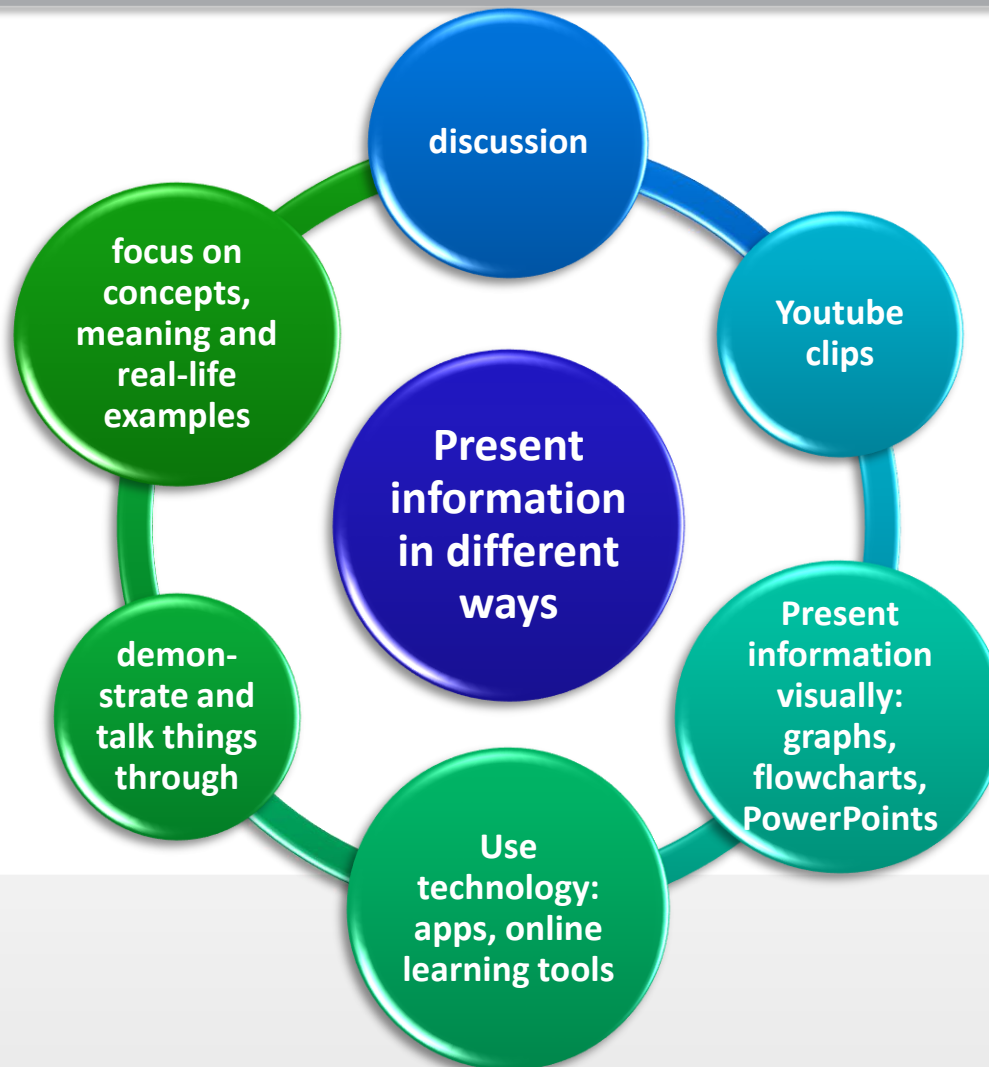 discussion
Youtube
clips
Present
information
visually:
graphs,
flowcharts,
PowerPoints
Use
technology:
apps, online
learning tools
demon-
strate and
talk things
through
focus on
concepts,
meaning and
real-life
examples
Present
information
in different
ways